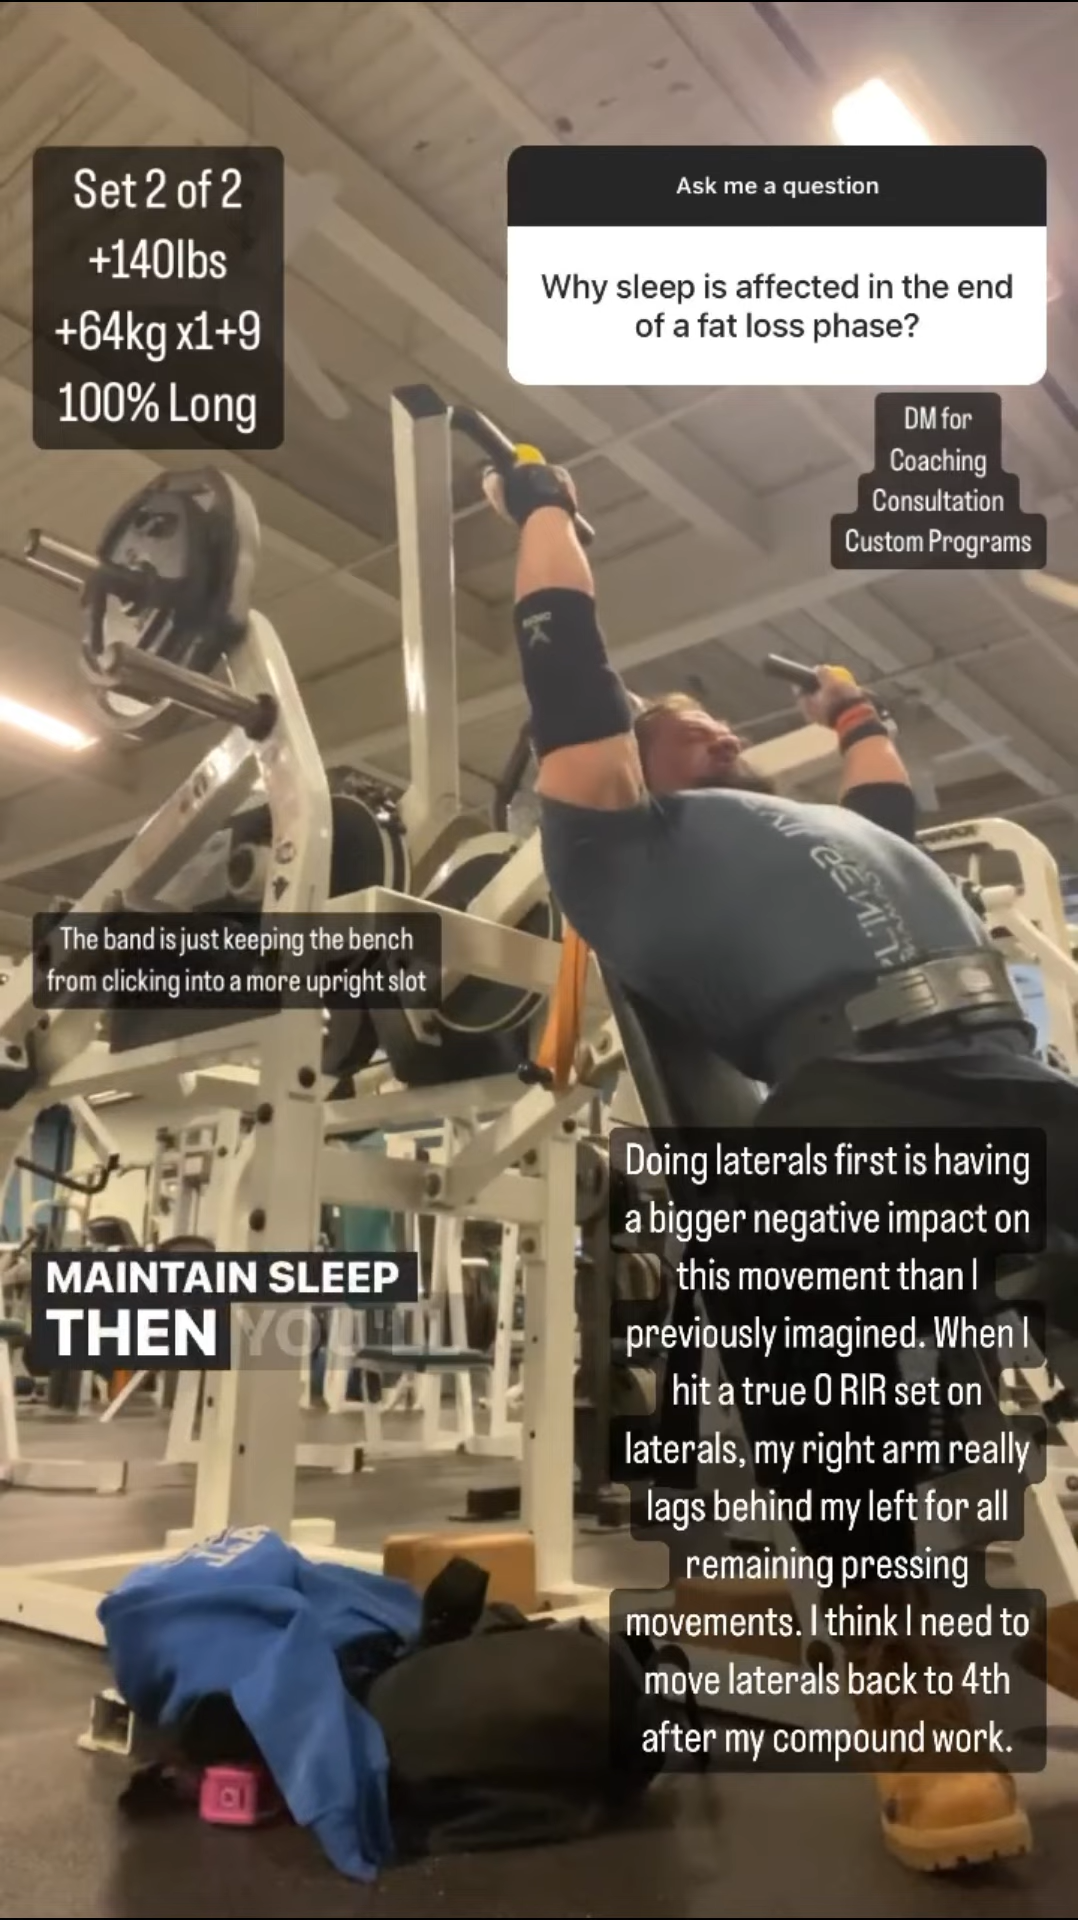 Set 2 of 2
+140lbs
+64kg x1+9
100% Long
Ask me a question
Why sleep is affected in the end
of a fat loss phase?
DM for
Coaching
Consultation
Custom Programs
The band is just keeping the bench
from clicking into a more upright slot
MAINTAIN SLEEP
THEN YOU'LL
Doing laterals first is having
a bigger negative impact on
this movement than I
previously imagined. When I
hit a true 0 RIR set on
laterals, my right arm really
lags behind my left for all
remaining pressing
movements. I think I need to
move laterals back to 4th
after my compound work.